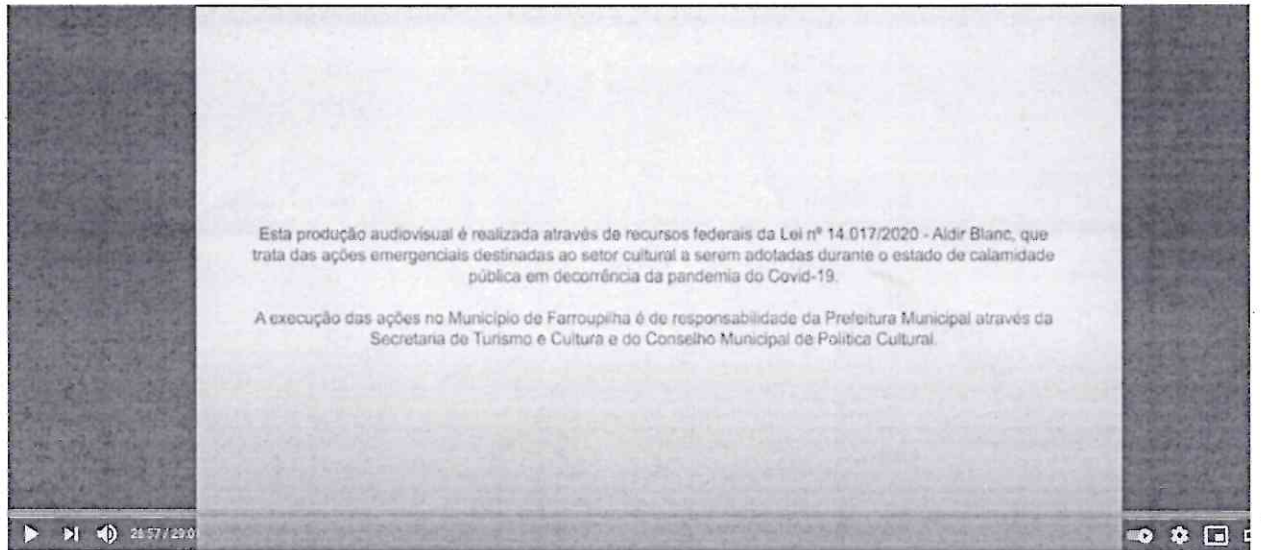 Esta produção audiovisual é realizada através de recursos federais da Lei nº 14.017/2020 - Aldir Blanc, que
trata das ações emergenciais destinadas ao setor cultural a serem adotadas durante o estado de calamidade
pública em decorrência da pandemia do Covid-19.
A execução das ações no Município de Farroupilha é de responsabilidade da Prefeitura Municipal através da
Secretaria de Turismo e Cultura e do Conselho Municipal de Política Cultural.
28:57 / 29:0